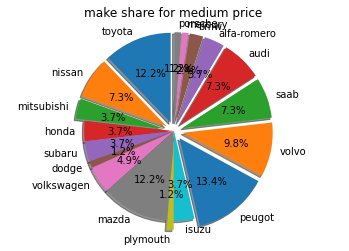 make share for medium price
toyota
alfa-romero
audi
nissan
12.2%
3.7%
7.3%
saab
7.3%
7.3%
mitsubishi
3.7%
honda
3.7%
9.8%
volvo
subaru
3.7%
dodge
1.2%
4.9%
volkswagen
12.2%
3.7%
13.4%
1.2%
mazda
peugot
isuzu
plymouth